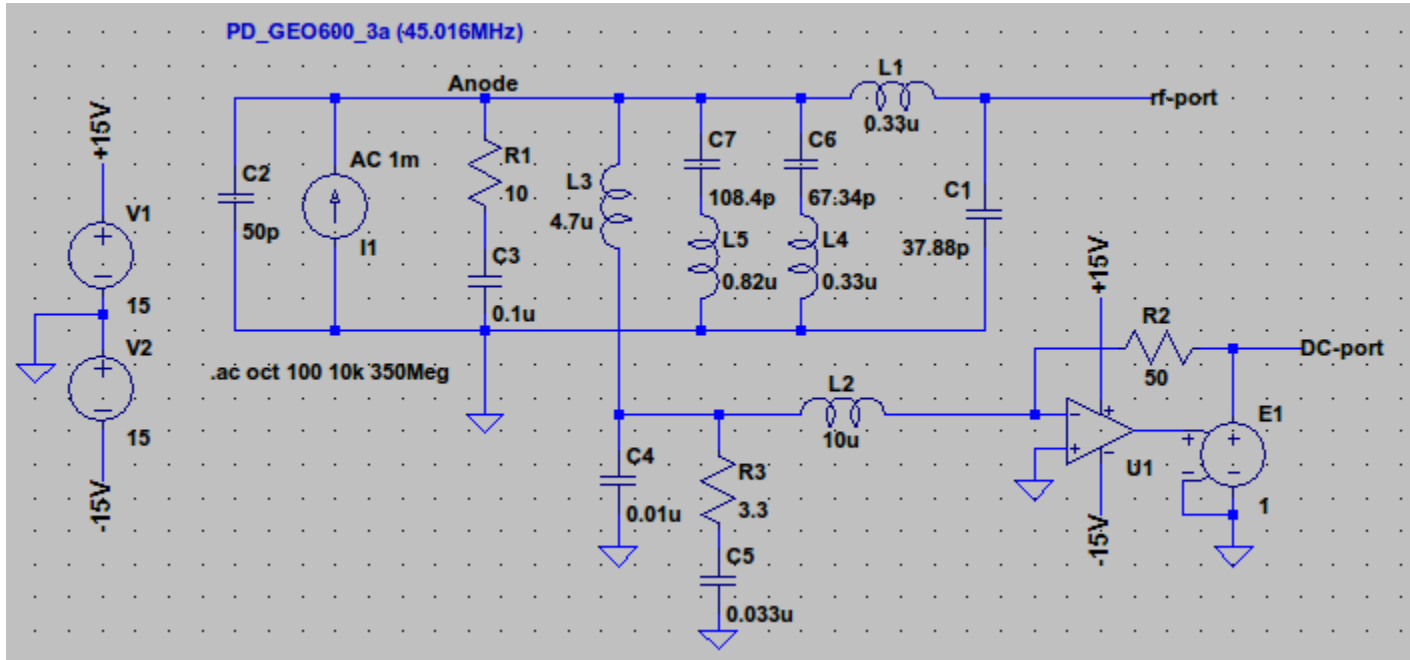 PD_GEO600_3a (45.016MHz)
Anode
L1
0.33u
rf-port
+15V
V1
15
V2
15
-15V
C2
50p
AC 1m
I1
R1
10
C3
0.1u
L3
4.7u
C7
108.4p
L5
0.82u
C6
67.34p
L4
0.33u
C1
37.88p
.ac oct 100 10k 350Meg
C4
0.01u
R3
3.3
C5
0.033u
L2
10u
+15V
U1
-15V
R2
50
DC-port
E1
1